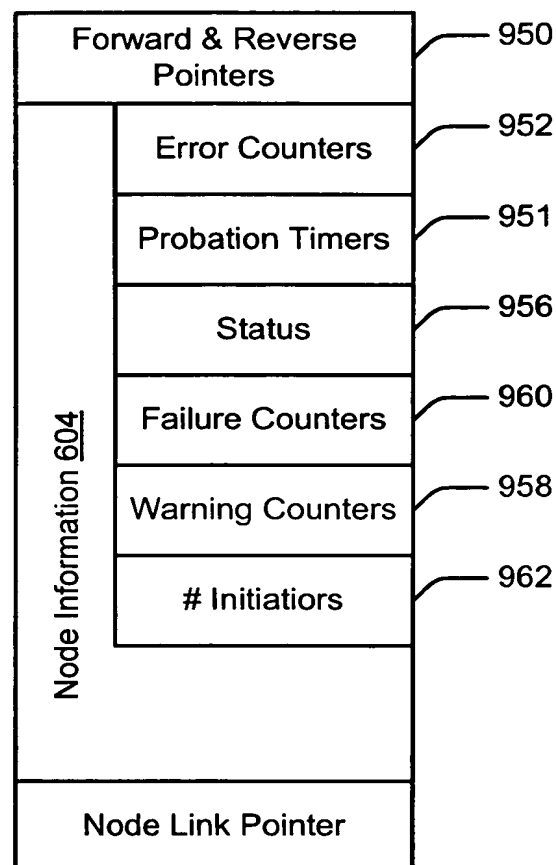 Forward & Reverse
Pointers
950
Error Counters
952
Probation Timers
951
Status
956
Failure Counters
960
Warning Counters
958
# Initiatiors
962
Node Information 604
Node Link Pointer